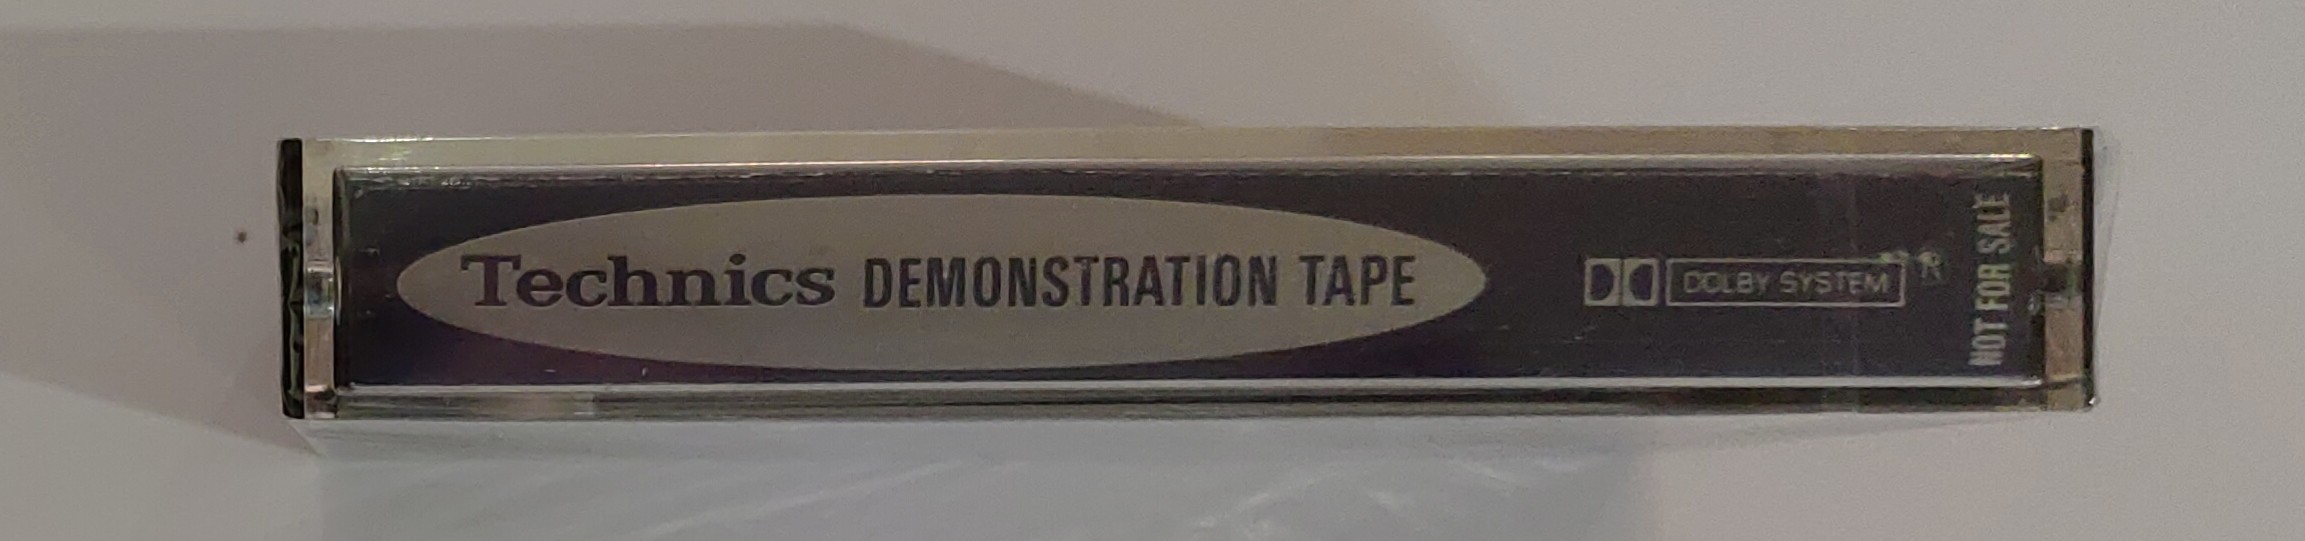 Technics DEMONSTRATION TAPE
DOLBY SYSTEM ®
NOT FOR SALE